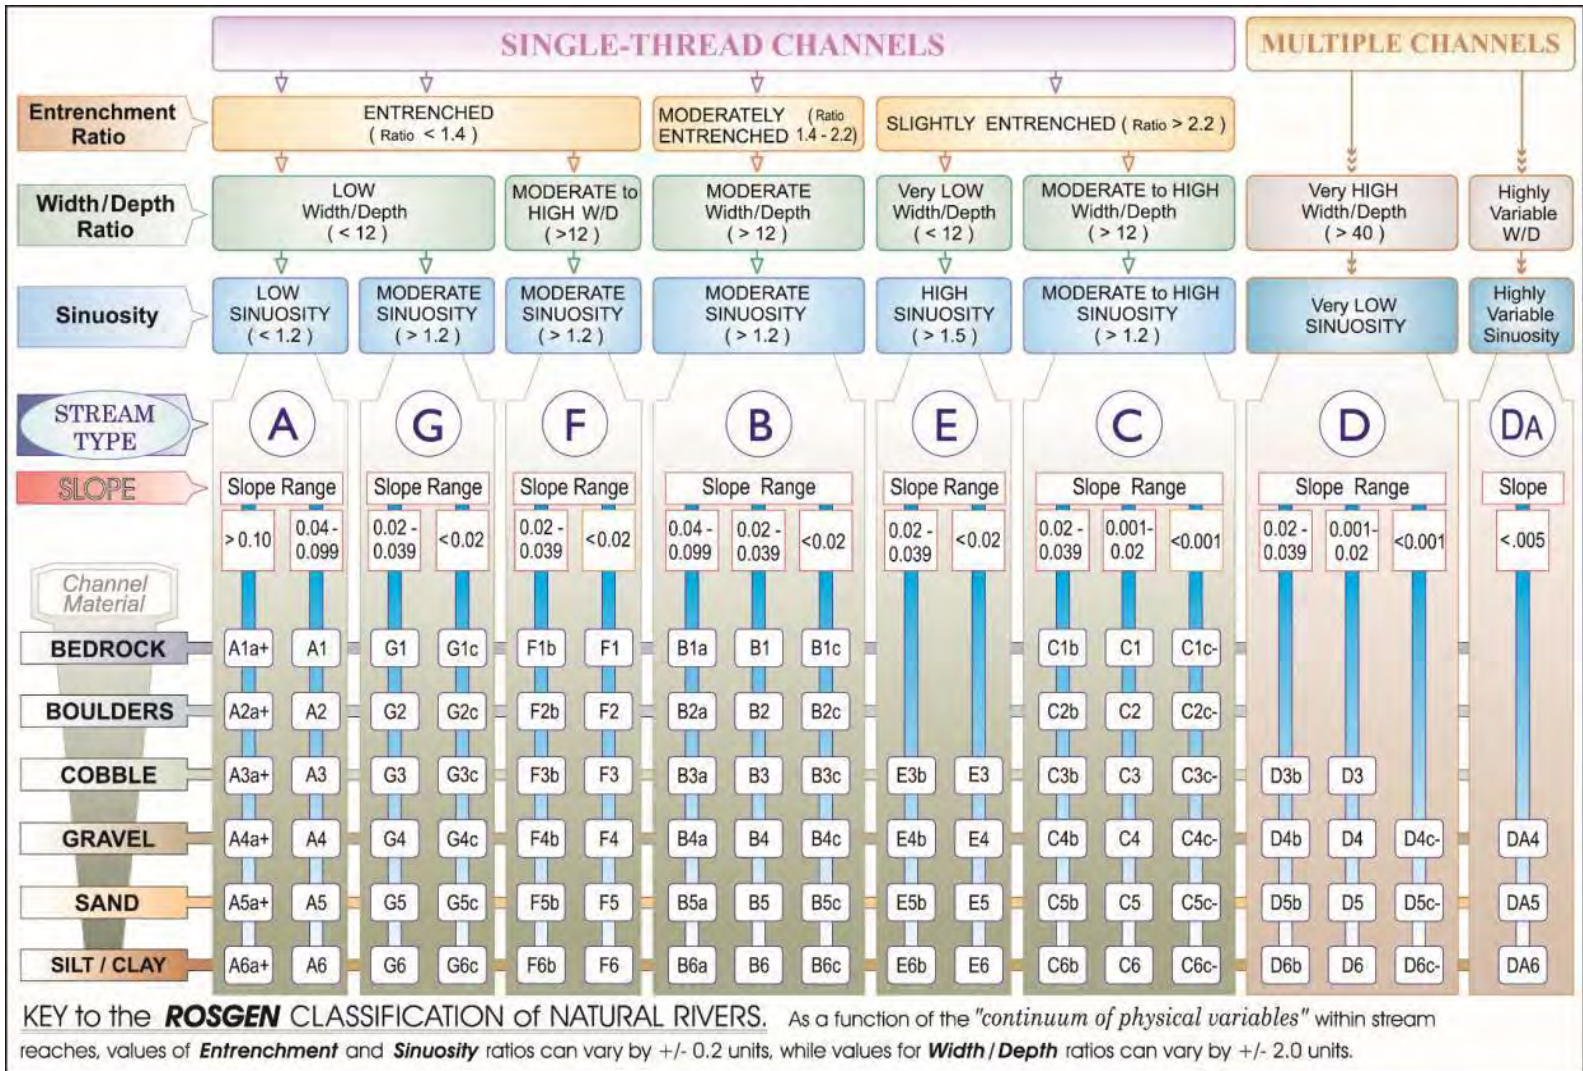 SINGLE-THREAD CHANNELS
MULTIPLE CHANNELS
Entrenchment
Ratio
ENTRENCHED
( Ratio < 1.4 )
MODERATELY ( Ratio
ENTRENCHED 1.4 - 2.2)
SLIGHTLY ENTRENCHED ( Ratio > 2.2 )
Width/Depth
Ratio
LOW
Width/Depth
( < 12 )
MODERATE to
HIGH W/D
( >12 )
MODERATE
Width/Depth
( > 12 )
Very LOW
Width/Depth
( < 12 )
MODERATE to HIGH
Width/Depth
( > 12 )
Very HIGH
Width/Depth
( > 40 )
Highly
Variable
W/D
Sinuosity
LOW
SINUOSITY
( < 1.2 )
MODERATE
SINUOSITY
( > 1.2 )
MODERATE
SINUOSITY
( > 1.2 )
MODERATE
SINUOSITY
( > 1.2 )
HIGH
SINUOSITY
( > 1.5 )
MODERATE to HIGH
SINUOSITY
( > 1.2 )
Very LOW
SINUOSITY
Highly
Variable
Sinuosity
STREAM
TYPE
A G F B E C D DA
SLOPE
Slope Range Slope Range Slope Range Slope Range Slope Range Slope Range Slope Range Slope
> 0.10
0.04 -
0.099
0.02 -
0.039
<0.02
0.02 -
0.039
<0.02
0.04 -
0.099
0.02 -
0.039
<0.02
0.02 -
0.039
<0.02
0.02 -
0.039
0.001-
0.02
<0.001
0.02 -
0.039
0.001-
0.02
<0.001
<.005
Channel
Material
BEDROCK A1a+ A1 G1 G1c F1b F1 B1a B1 B1c C1b C1 C1c-
BOULDERS A2a+ A2 G2 G2c F2b F2 B2a B2 B2c C2b C2 C2c-
COBBLE A3a+ A3 G3 G3c F3b F3 B3a B3 B3c E3b E3 C3b C3 C3c- D3b D3
GRAVEL A4a+ A4 G4 G4c F4b F4 B4a B4 B4c E4b E4 C4b C4 C4c- D4b D4 D4c- DA4
SAND A5a+ A5 G5 G5c F5b F5 B5a B5 B5c E5b E5 C5b C5 C5c- D5b D5 D5c- DA5
SILT / CLAY A6a+ A6 G6 G6c F6b F6 B6a B6 B6c E6b E6 C6b C6 C6c- D6b D6 D6c- DA6
KEY to the ROSGEN CLASSIFICATION of NATURAL RIVERS. As a function of the "continuum of physical variables" within stream
reaches, values of Entrenchment and Sinuosity ratios can vary by +/- 0.2 units, while values for Width / Depth ratios can vary by +/- 2.0 units.